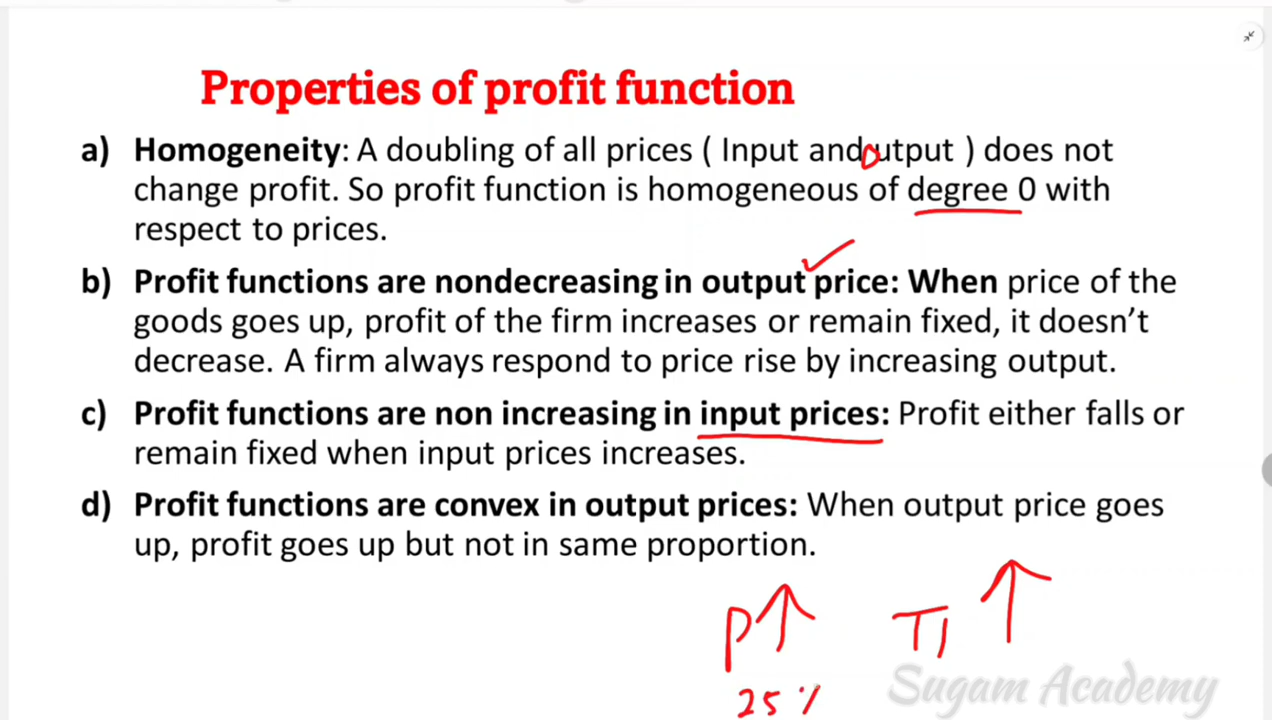 Properties of profit function
a) Homogeneity: A doubling of all prices ( Input and output ) does not
change profit. So profit function is homogeneous of degree 0 with
respect to prices.
b) Profit functions are nondecreasing in output price: When price of the
goods goes up, profit of the firm increases or remain fixed, it doesn't
decrease. A firm always respond to price rise by increasing output.
c) Profit functions are non increasing in input prices: Profit either falls or
remain fixed when input prices increases.
d) Profit functions are convex in output prices: When output price goes
up, profit goes up but not in same proportion.
P↑ π ↑
25 %
Sugam Academy